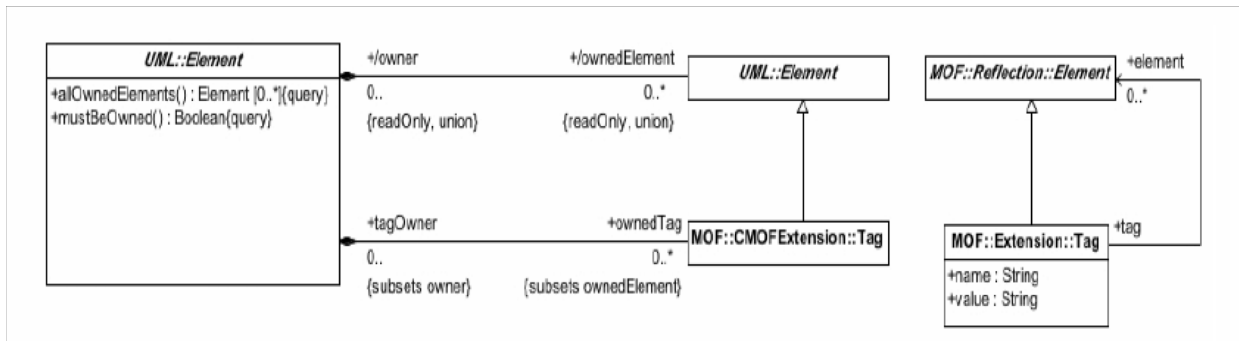 UML::Element
+allOwnedElements() : Element [0..*]{query}
+mustBeOwned() : Boolean{query}
+/owner
+/ownedElement
0..
0..*
{readOnly, union}
{readOnly, union}
+tagOwner
+ownedTag
0..
0..*
{subsets owner}
{subsets ownedElement}
UML::Element
MOF::CMOFExtension::Tag
MOF::Reflection::Element
+element
0..*
+tag
MOF::Extension::Tag
+name : String
+value : String